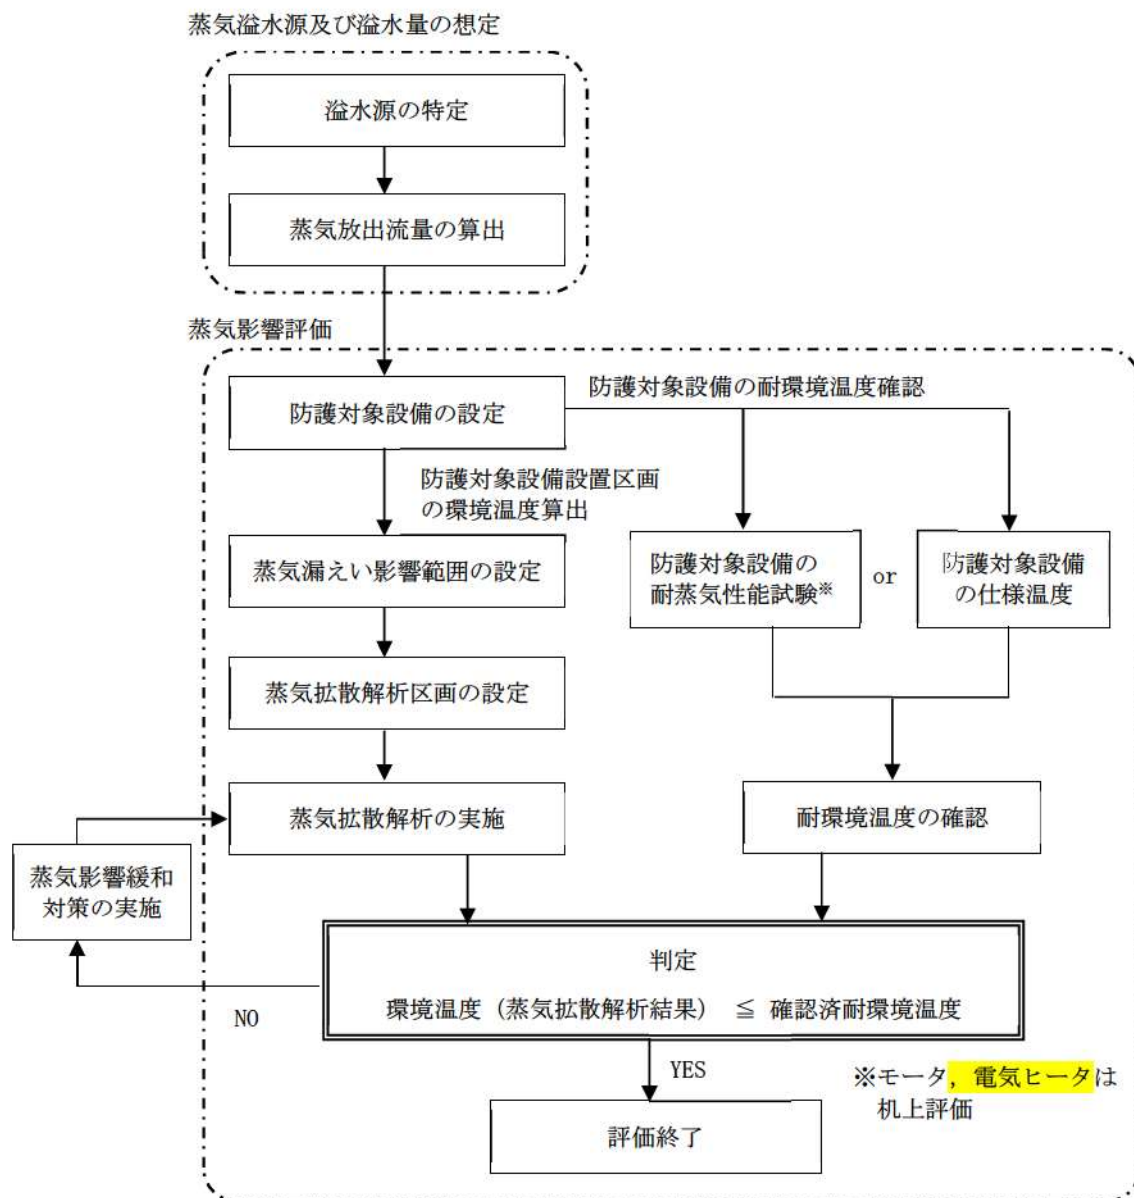 蒸気溢水源及び溢水量の想定
溢水源の特定
蒸気放出流量の算出
蒸気影響評価
防護対象設備の設定
防護対象設備の耐環境温度確認
防護対象設備設置区画
の環境温度算出
蒸気漏えい影響範囲の設定
防護対象設備の
耐蒸気性能試験※
or
防護対象設備
の仕様温度
蒸気拡散解析区画の設定
蒸気拡散解析の実施
耐環境温度の確認
蒸気影響緩和
対策の実施
判定
環境温度（蒸気拡散解析結果） ≦ 確認済耐環境温度
NO
YES
※モータ，電気ヒータは
机上評価
評価終了